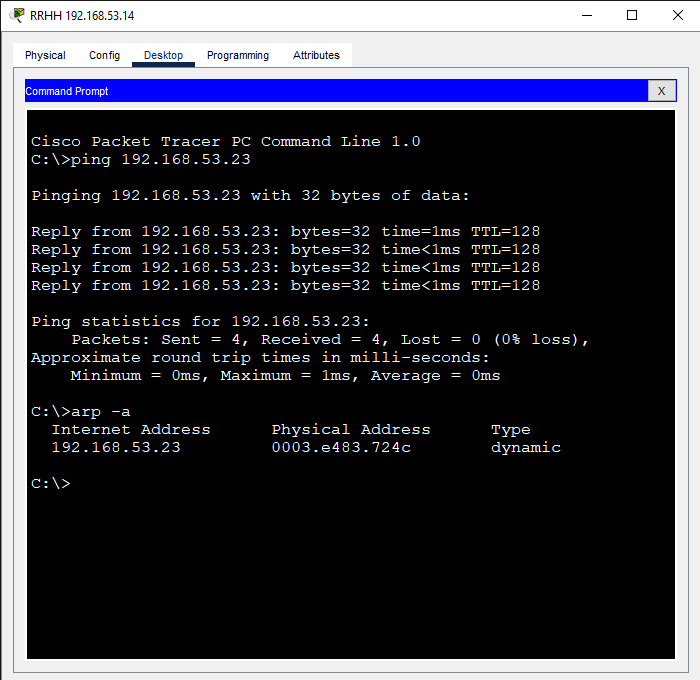 RRHH 192.168.53.14
Physical Config Desktop Programming Attributes
Command Prompt X
Cisco Packet Tracer PC Command Line 1.0
C:\>ping 192.168.53.23
Pinging 192.168.53.23 with 32 bytes of data:
Reply from 192.168.53.23: bytes=32 time=1ms TTL=128
Reply from 192.168.53.23: bytes=32 time<1ms TTL=128
Reply from 192.168.53.23: bytes=32 time<1ms TTL=128
Reply from 192.168.53.23: bytes=32 time<1ms TTL=128
Ping statistics for 192.168.53.23:
Packets: Sent = 4, Received = 4, Lost = 0 (0% loss),
Approximate round trip times in milli-seconds:
Minimum = 0ms, Maximum = 1ms, Average = 0ms
C:\>arp -a
Internet Address Physical Address Type
192.168.53.23 0003.e483.724c dynamic
C:\>